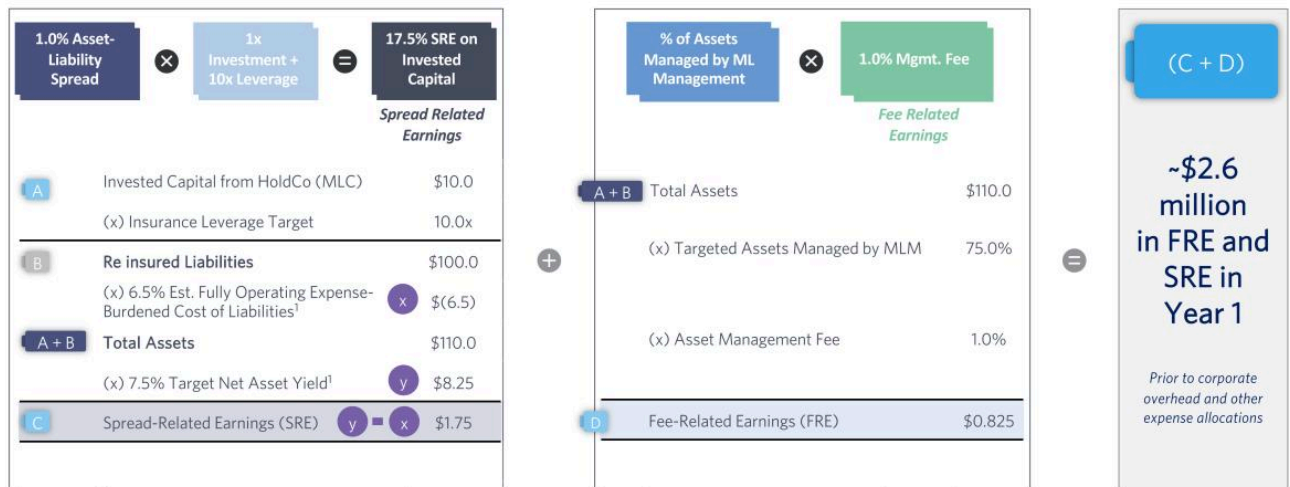 1.0% Asset-
Liability
Spread
×
1x
Investment +
10x Leverage
=
17.5% SRE on
Invested
Capital
Spread Related
Earnings
A
Invested Capital from HoldCo (MLC) $10.0
(x) Insurance Leverage Target 10.0x
B
Re insured Liabilities $100.0
(x) 6.5% Est. Fully Operating Expense-
Burdened Cost of Liabilities¹ x $(6.5)
A + B Total Assets $110.0
(x) 7.5% Target Net Asset Yield¹ y $8.25
C Spread-Related Earnings (SRE) y - x $1.75
+
% of Assets
Managed by ML
Management
×
1.0% Mgmt. Fee
Fee Related
Earnings
A + B Total Assets $110.0
(x) Targeted Assets Managed by MLM 75.0%
(x) Asset Management Fee 1.0%
D Fee-Related Earnings (FRE) $0.825
=
(C + D)
~$2.6
million
in FRE and
SRE in
Year 1
Prior to corporate
overhead and other
expense allocations